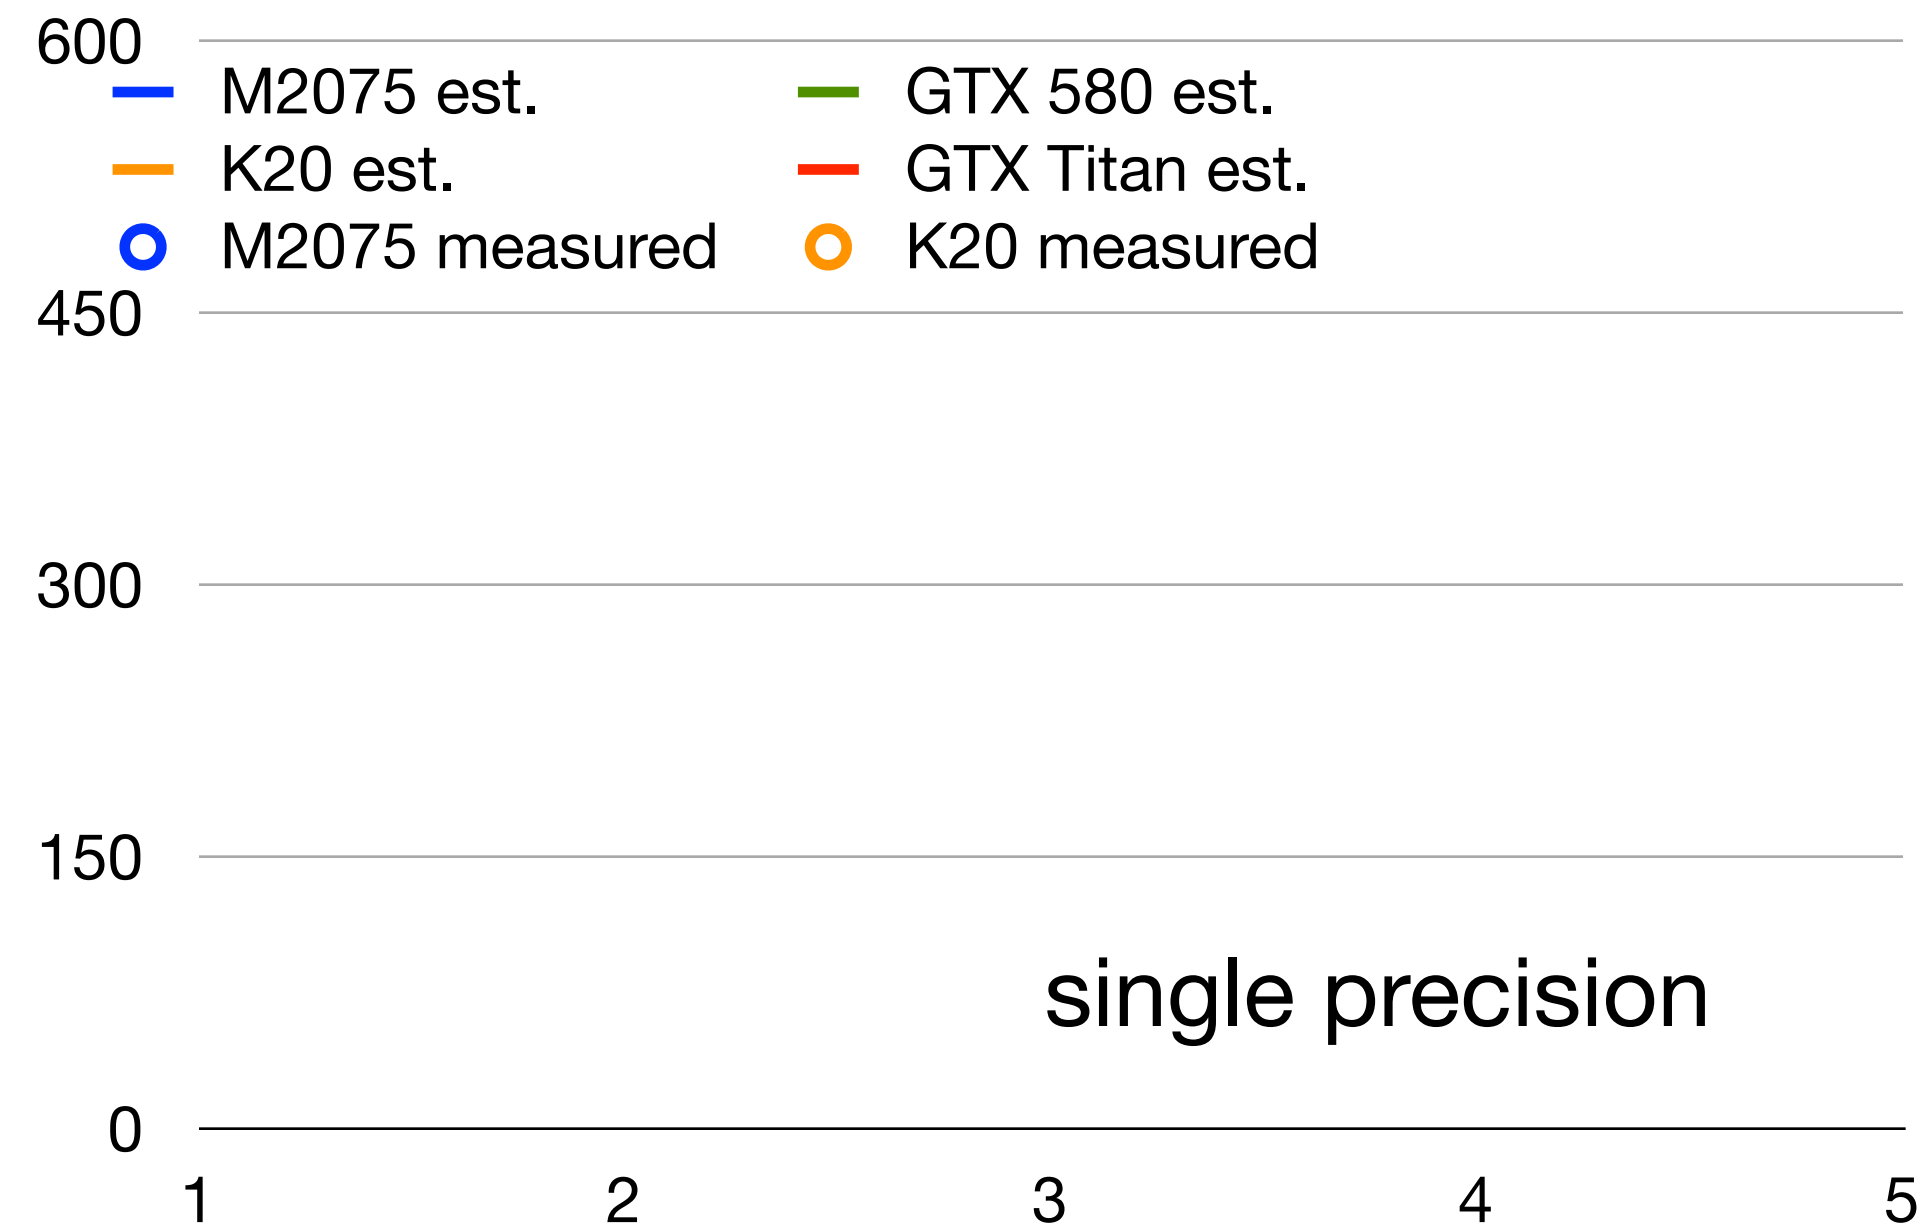 600
M2075 est. GTX 580 est.
K20 est. GTX Titan est.
M2075 measured K20 measured
450
300
150
single precision
0
1 2 3 4 5